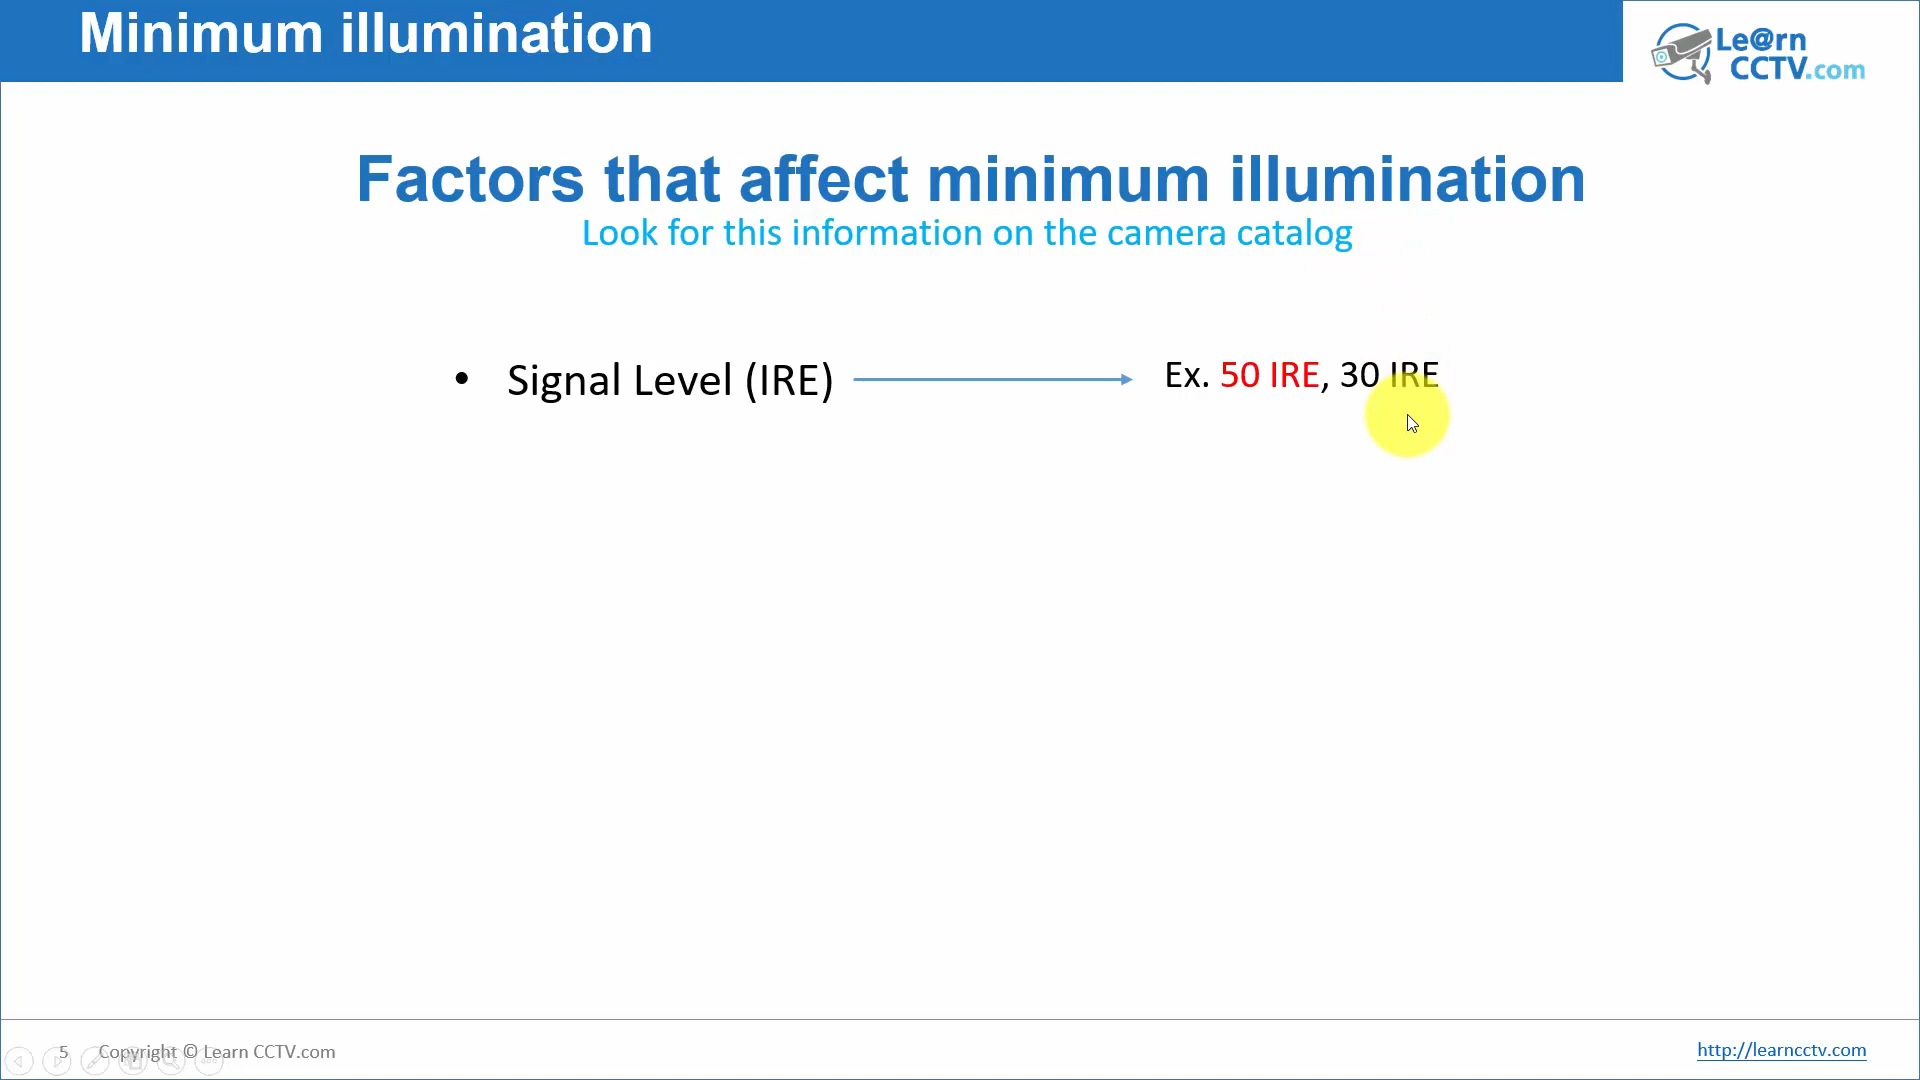 Minimum illumination
Le@rn
CCTV.com
Factors that affect minimum illumination
Look for this information on the camera catalog
• Signal Level (IRE)
Ex. 50 IRE, 30 IRE
5 Copyright © Learn CCTV.com
http://learncctv.com